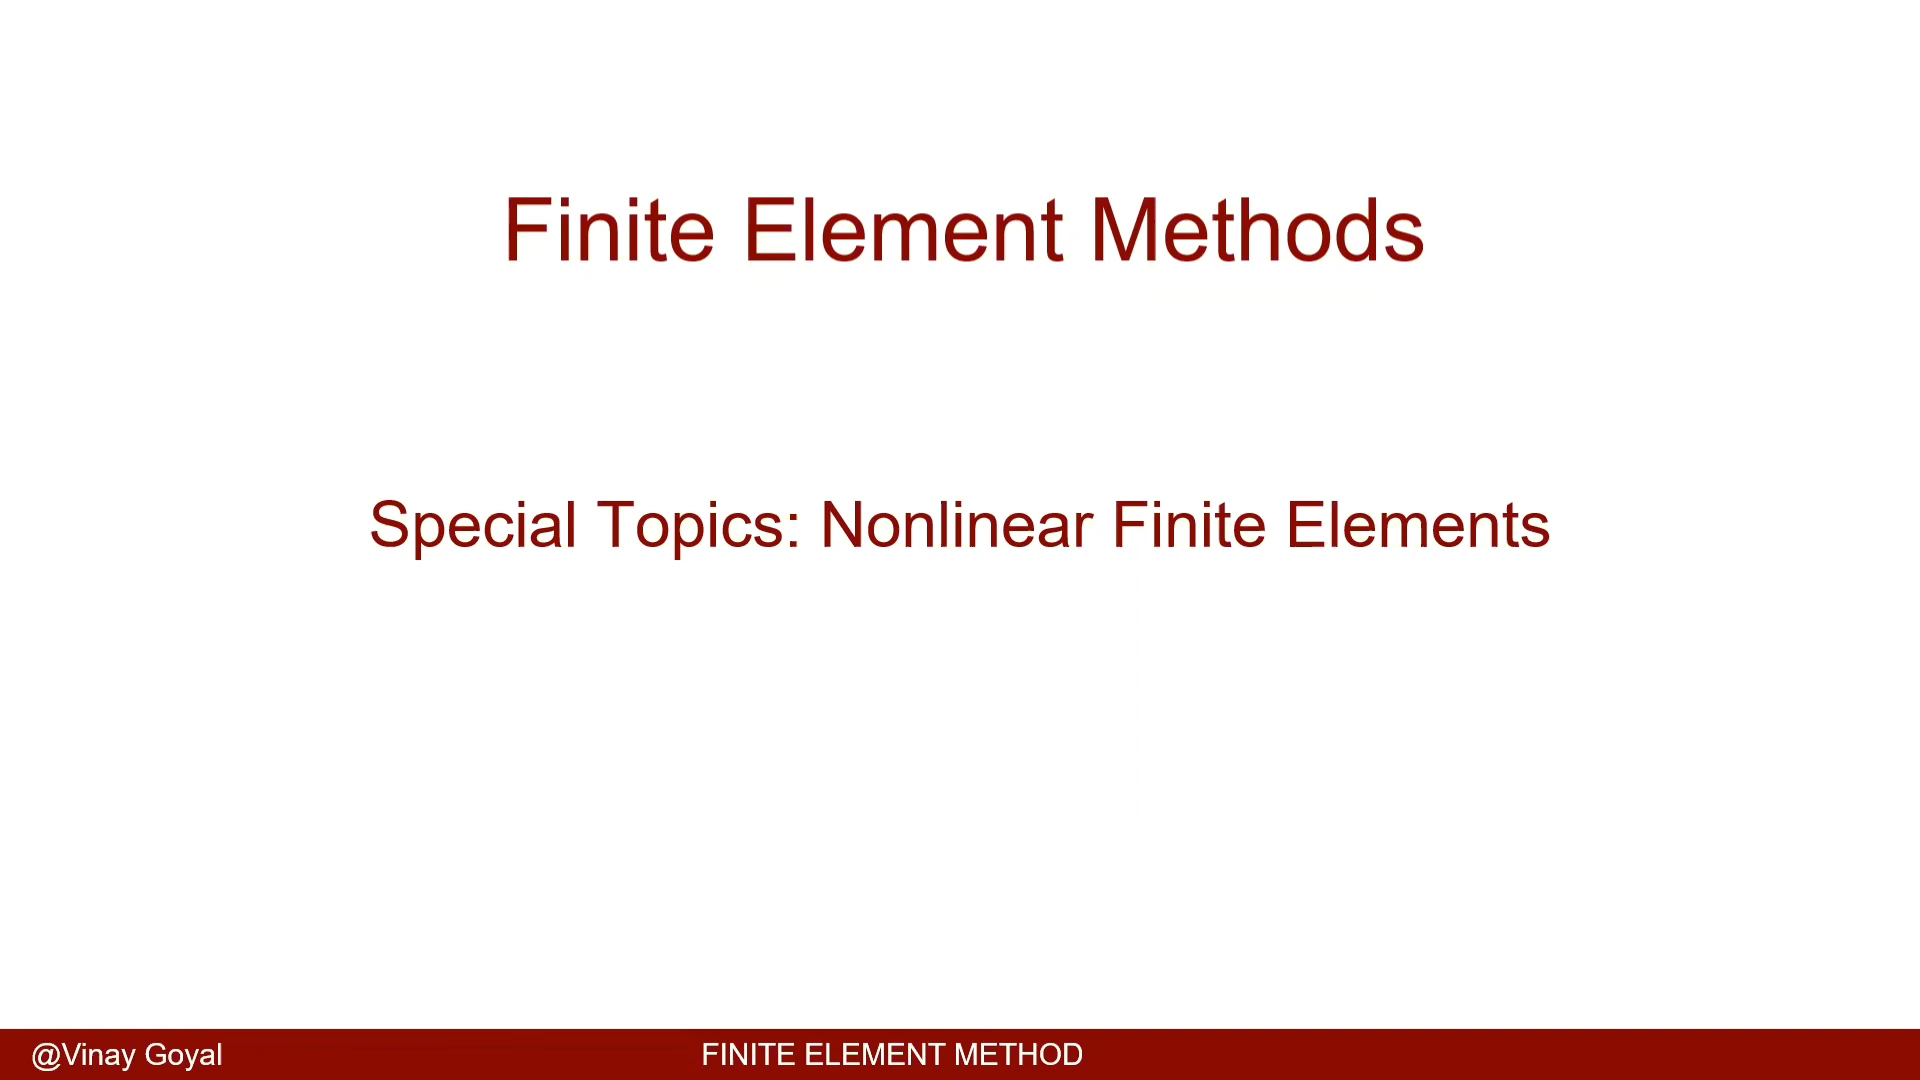 Finite Element Methods
Special Topics: Nonlinear Finite Elements
@Vinay Goyal
FINITE ELEMENT METHOD